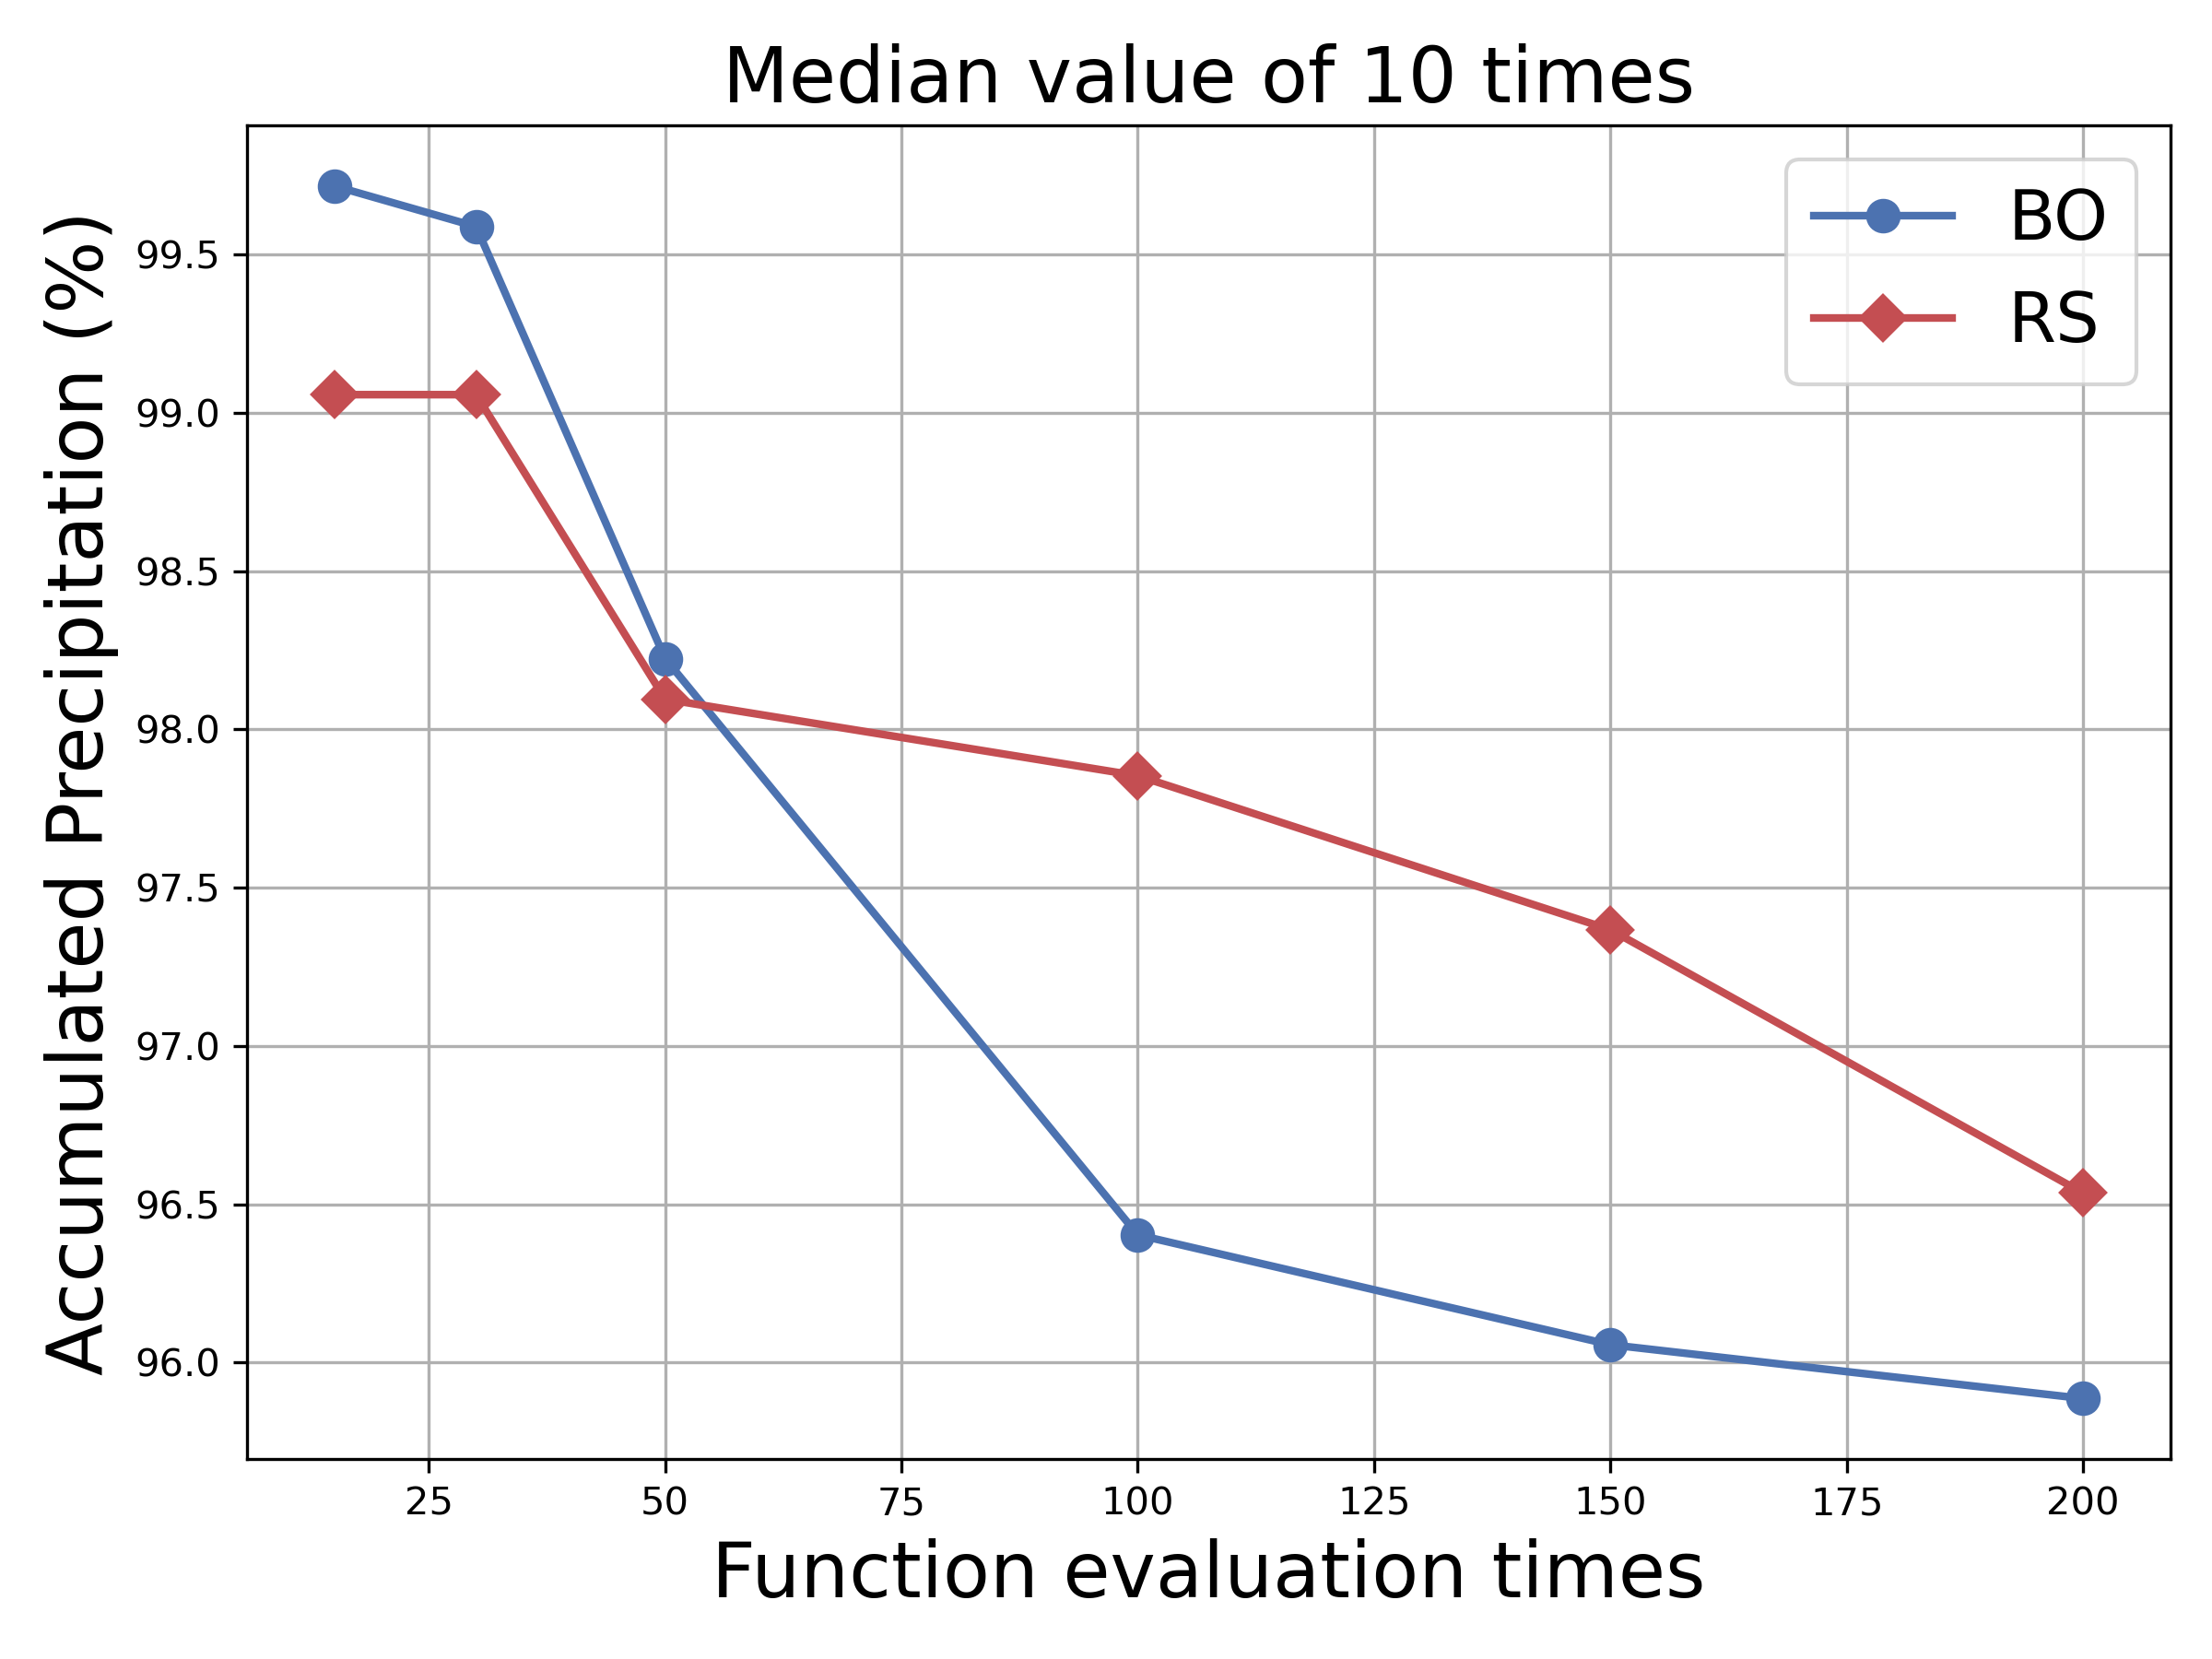 Median value of 10 times
BO
RS
Accumulated Precipitation (%)
99.5
99.0
98.5
98.0
97.5
97.0
96.5
96.0
25 50 75 100 125 150 175 200
Function evaluation times